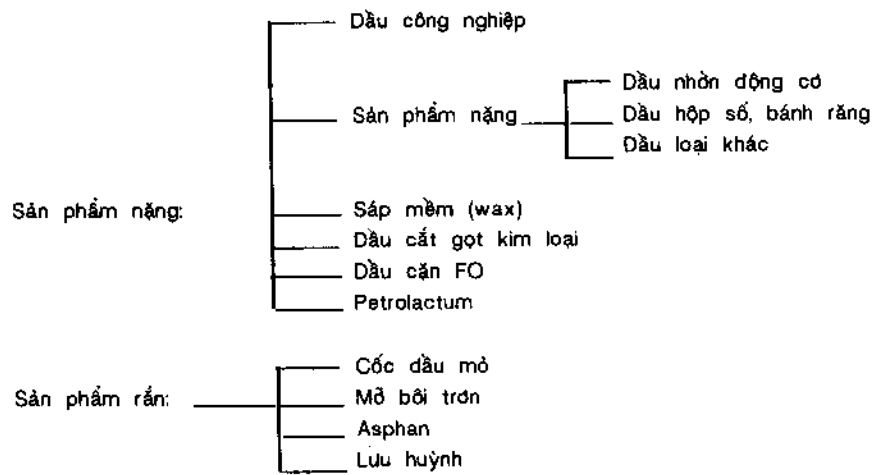 Dầu công nghiệp
Dầu nhờn động cơ
Sản phẩm nặng
Dầu hộp số, bánh răng
Dầu loại khác
Sản phẩm nặng:
Sáp mềm (wax)
Dầu cắt gọt kim loại
Dầu cặn FO
Petrolactum
Cốc dầu mỏ
Sản phẩm rắn:
Mỡ bôi trơn
Asphan
Lưu huỳnh